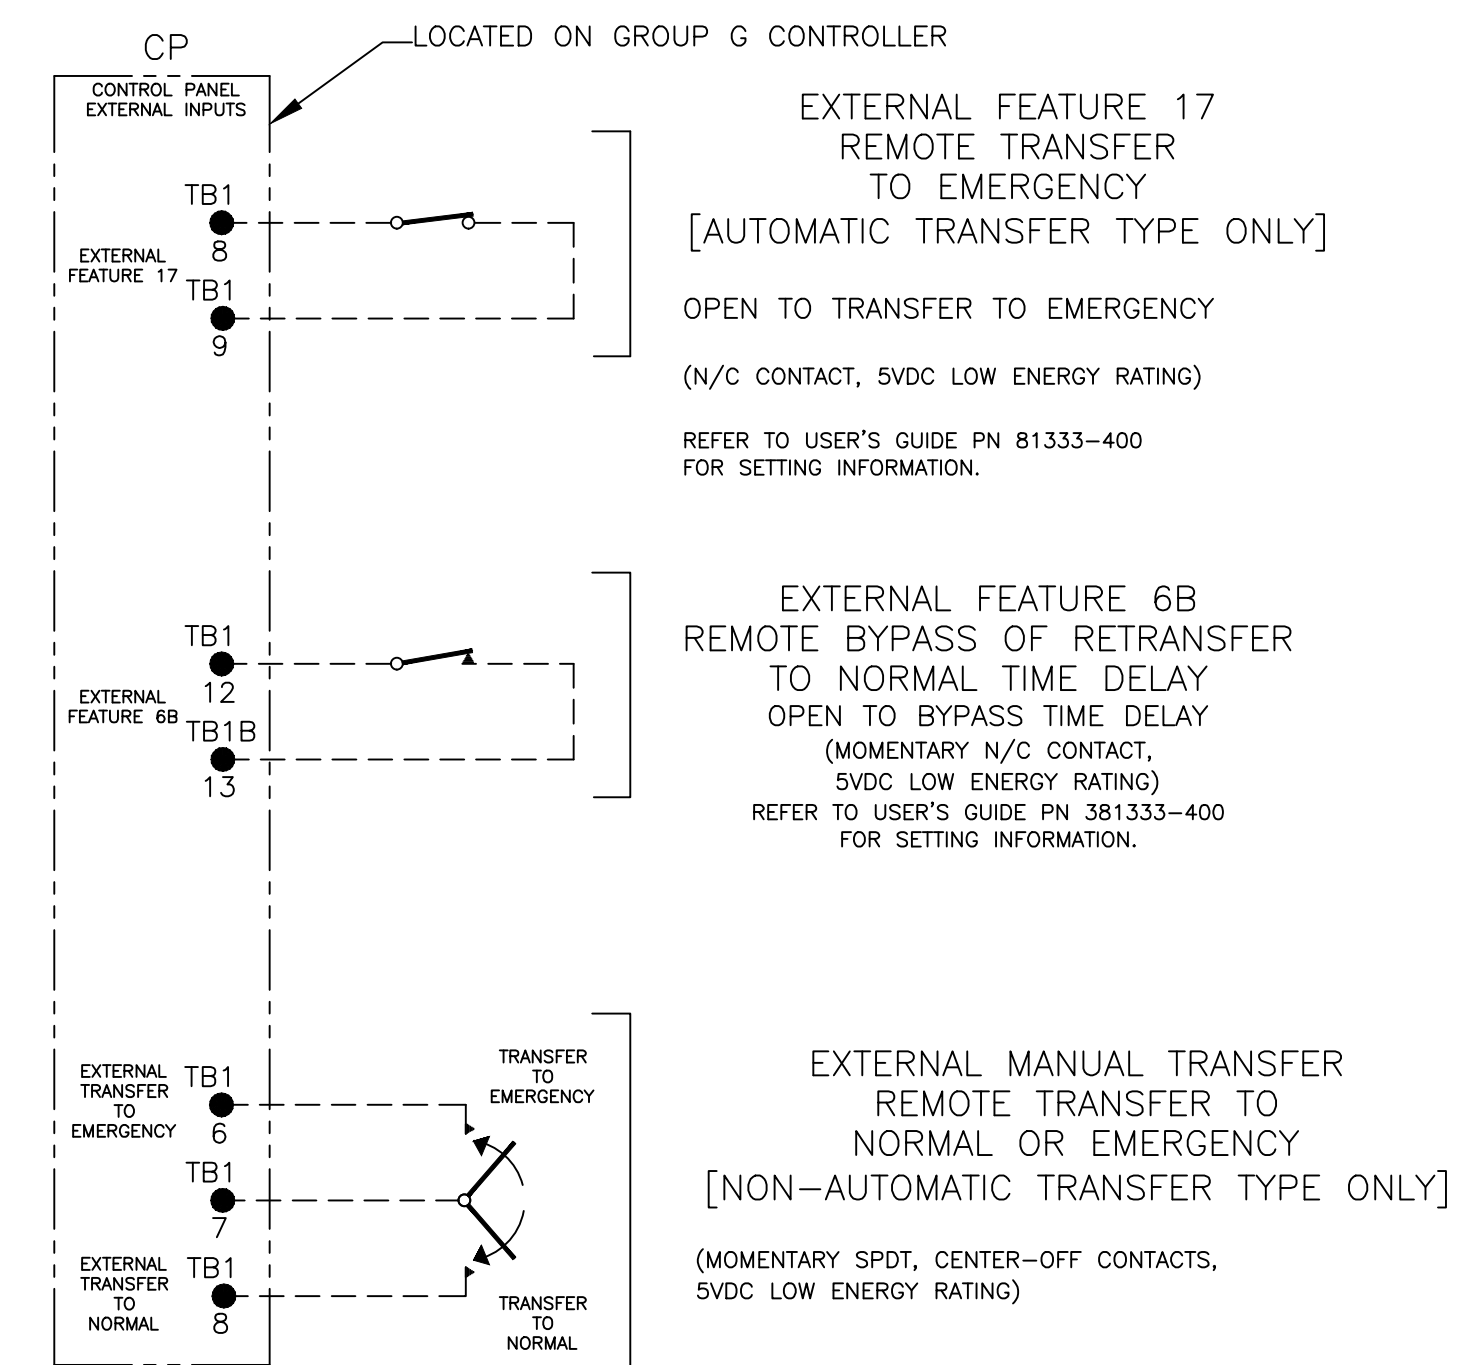 CP
LOCATED ON GROUP G CONTROLLER
CONTROL PANEL
EXTERNAL INPUTS
EXTERNAL FEATURE 17
REMOTE TRANSFER
TO EMERGENCY
[AUTOMATIC TRANSFER TYPE ONLY]
OPEN TO TRANSFER TO EMERGENCY
(N/C CONTACT, 5VDC LOW ENERGY RATING)
REFER TO USER'S GUIDE PN 81333-400
FOR SETTING INFORMATION.
TB1
8
EXTERNAL
FEATURE 17
TB1
9
EXTERNAL FEATURE 6B
REMOTE BYPASS OF RETRANSFER
TO NORMAL TIME DELAY
OPEN TO BYPASS TIME DELAY
(MOMENTARY N/C CONTACT,
5VDC LOW ENERGY RATING)
REFER TO USER'S GUIDE PN 381333-400
FOR SETTING INFORMATION.
TB1
12
EXTERNAL
FEATURE 6B
TB1B
13
EXTERNAL
TRANSFER
TO
EMERGENCY
TB1
6
TRANSFER
TO
EMERGENCY
TB1
7
EXTERNAL
TRANSFER
TO
NORMAL
TB1
8
TRANSFER
TO
NORMAL
EXTERNAL MANUAL TRANSFER
REMOTE TRANSFER TO
NORMAL OR EMERGENCY
[NON-AUTOMATIC TRANSFER TYPE ONLY]
(MOMENTARY SPDT, CENTER-OFF CONTACTS,
5VDC LOW ENERGY RATING)